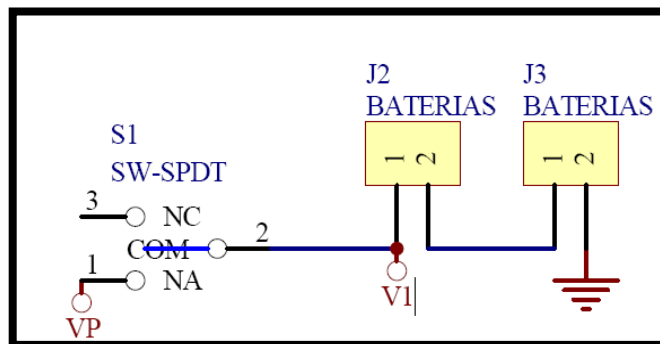 J2
BATERIAS
1
2
J3
BATERIAS
1
2
S1
SW-SPDT
3
NC
COM
2
1
NA
VP
V1